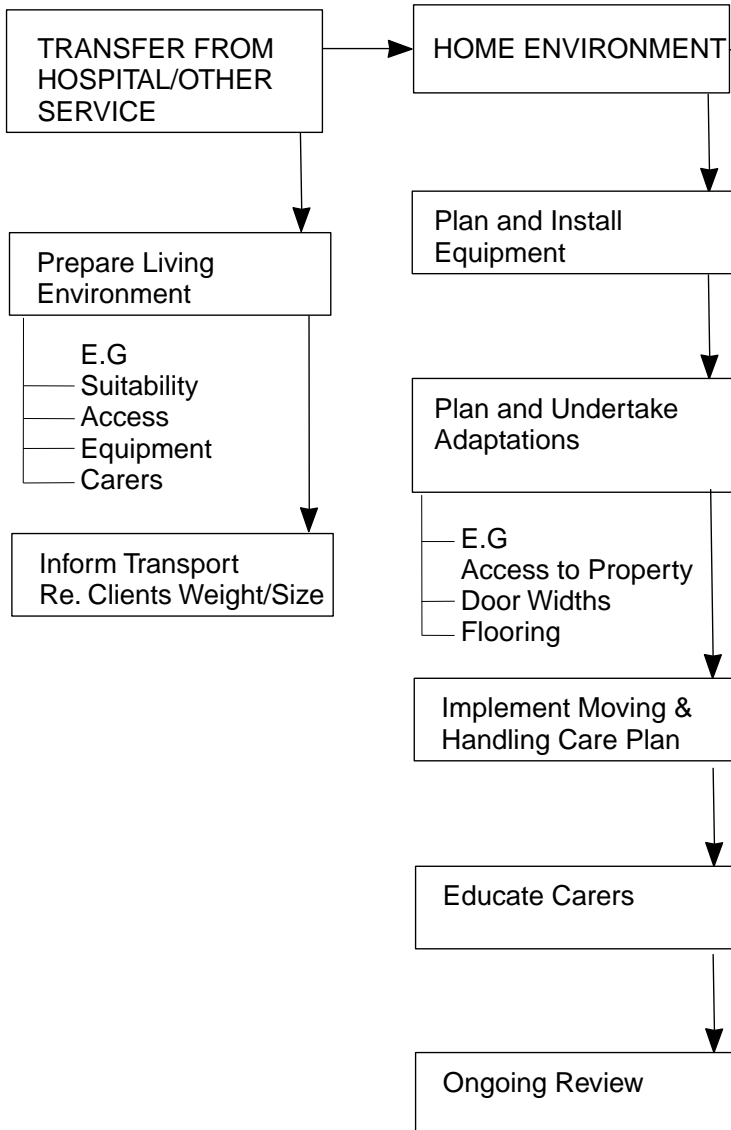 TRANSFER FROM
HOSPITAL/OTHER
SERVICE
Prepare Living
Environment
E.G
Suitability
Access
Equipment
Carers
Inform Transport
Re. Clients Weight/Size
HOME ENVIRONMENT
Plan and Install
Equipment
Plan and Undertake
Adaptations
E.G
Access to Property
Door Widths
Flooring
Implement Moving &
Handling Care Plan
Educate Carers
Ongoing Review